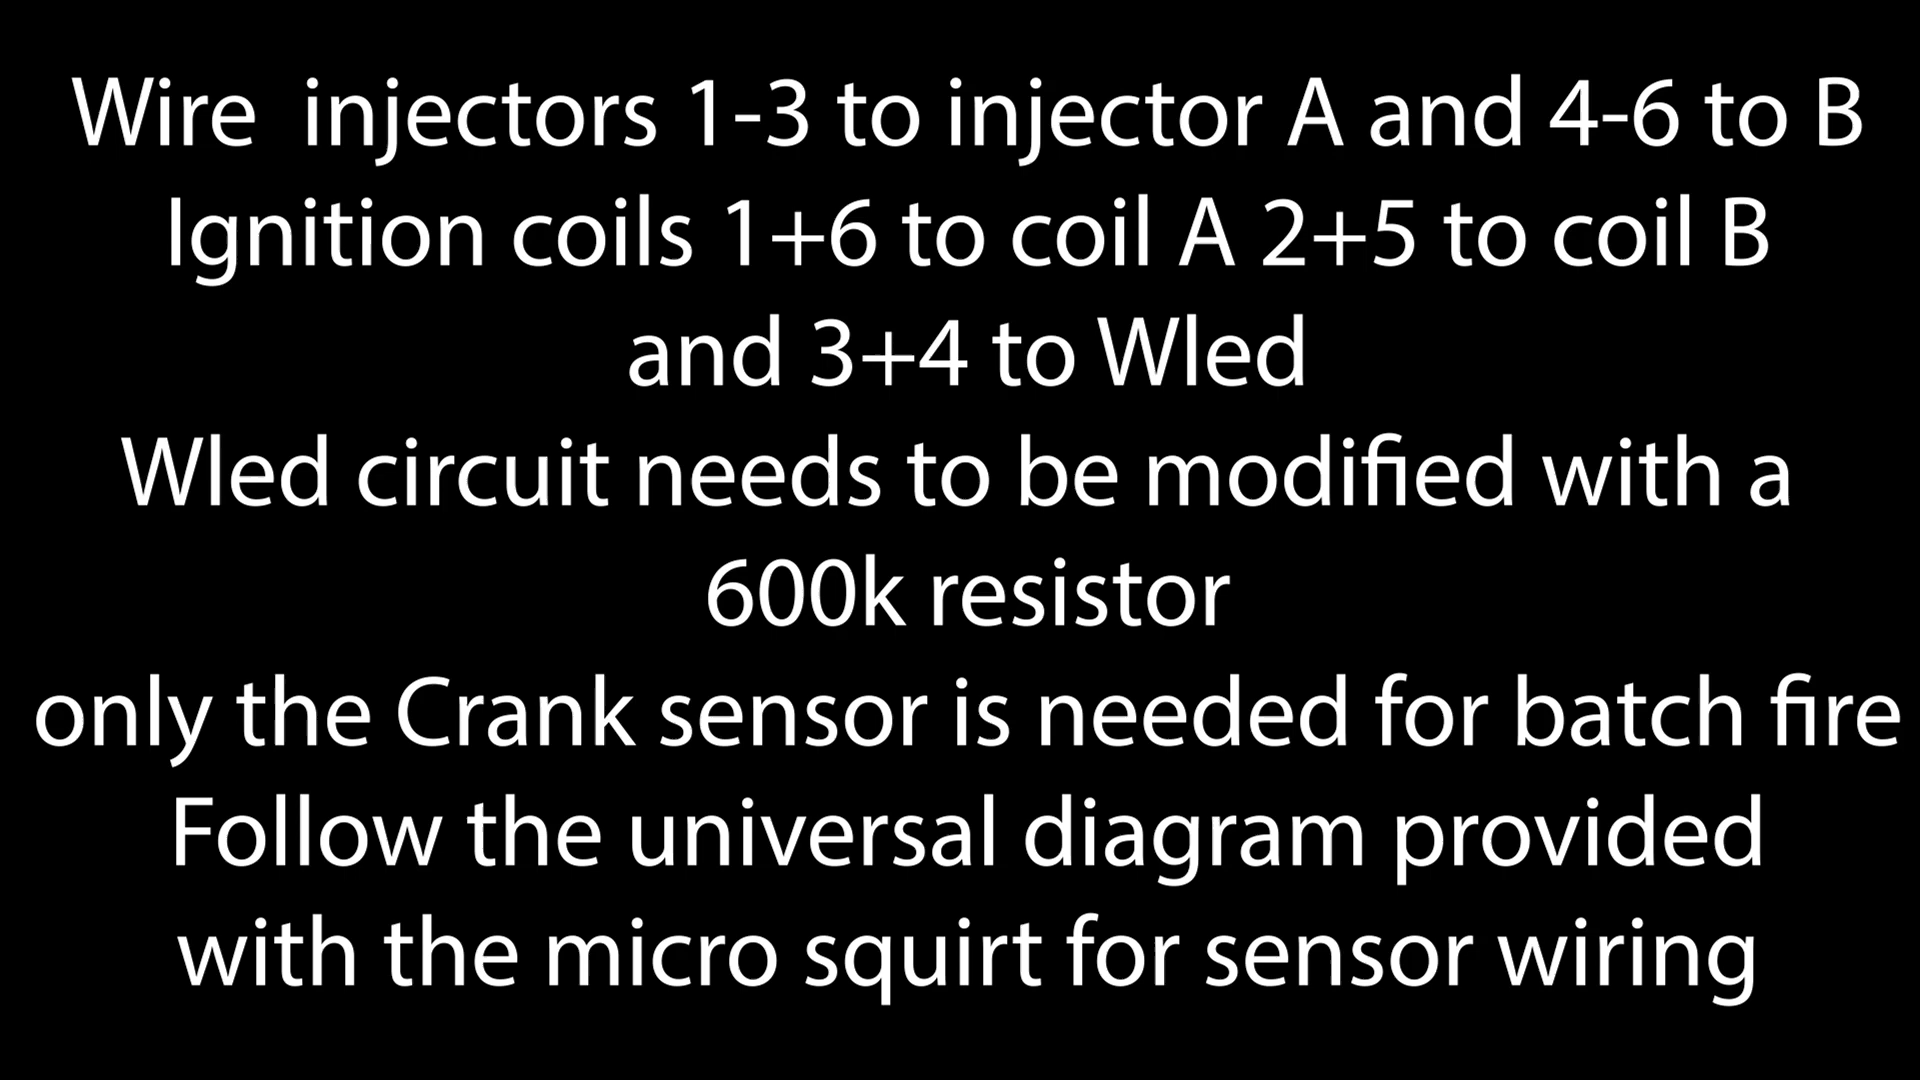 Wire  injectors 1-3 to injector A and 4-6 to B
Ignition coils 1+6 to coil A 2+5 to coil B
and 3+4 to Wled
Wled circuit needs to be modified with a
600k resistor
only the Crank sensor is needed for batch fire
Follow the universal diagram provided
with the micro squirt for sensor wiring